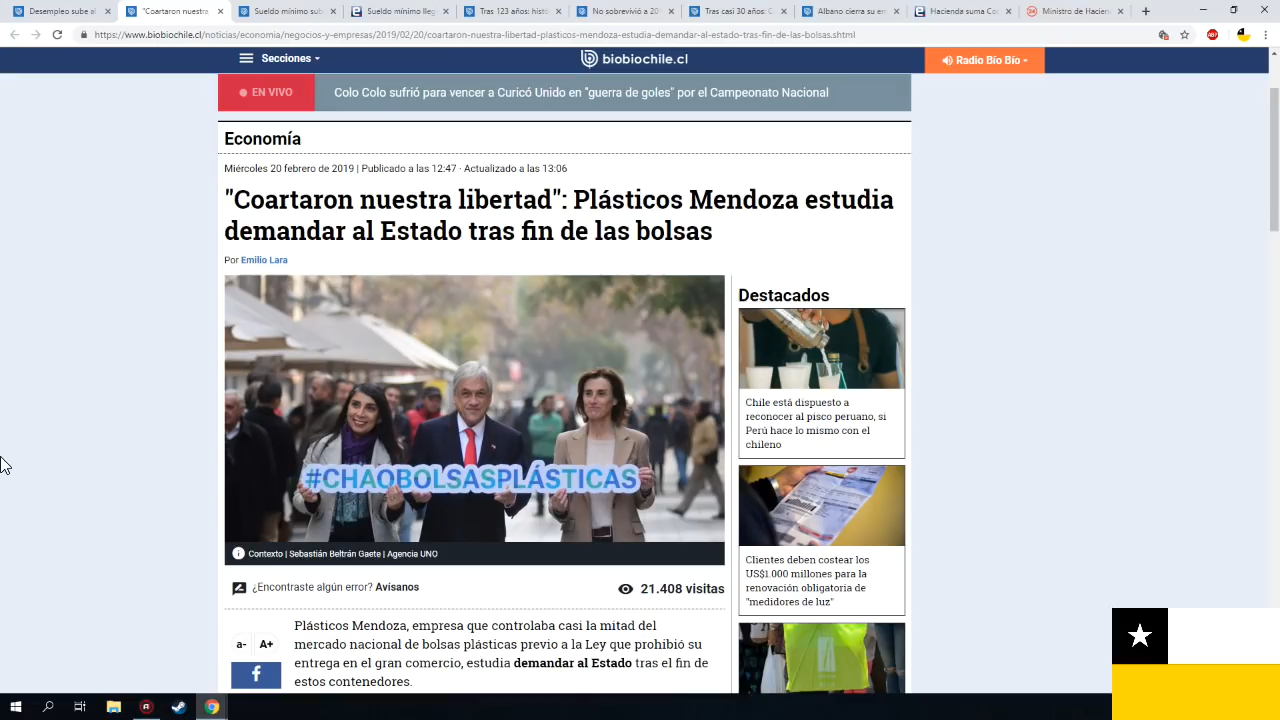 Desempleo sube al
"Coartaron nuestra
Sueldo mínimo sub
Sueldo mínimo lleg
Tras 123 años: histo
No sobrevivió a 20
Tras casi 30 años: C
Albano cierra su em
Hacienda suma Coc
Ministro de Hacien
https://www.biobiochile.cl/noticias/economia/negocios-y-empresas/2019/02/20/coartaron-nuestra-libertad-plasticos-mendoza-estudia-demandar-al-estado-tras-fin-de-las-bolsas.shtml
Secciones
biobiochile.cl
Radio Bío Bío
EN VIVO
Colo Colo sufrió para vencer a Curicó Unido en "guerra de goles" por el Campeonato Nacional
Economía
Miércoles 20 febrero de 2019 | Publicado a las 12:47 · Actualizado a las 13:06
"Coartaron nuestra libertad": Plásticos Mendoza estudia
demandar al Estado tras fin de las bolsas
Por Emilio Lara
#CHAOBOLSASPLÁSTICAS
Contexto | Sebastián Beltrán Gaete | Agencia UNO
¿Encontraste algún error? Avísanos
21.408 visitas
a-
A+
Plásticos Mendoza, empresa que controlaba casi la mitad del
mercado nacional de bolsas plásticas previo a la Ley que prohibió su
entrega en el gran comercio, estudia demandar al Estado tras el fin de
estos contenedores.
Destacados
Chile está dispuesto a
reconocer al pisco peruano, si
Perú hace lo mismo con el
chileno
Clientes deben costear los
US$1.000 millones para la
renovación obligatoria de
"medidores de luz"